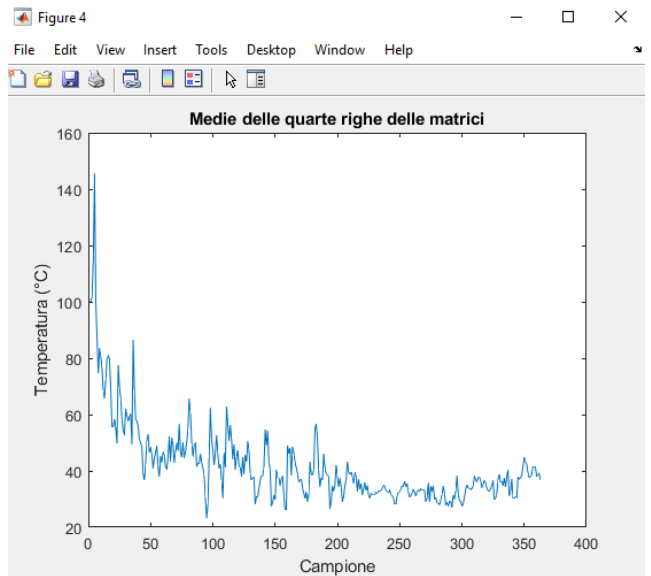 Figure 4
File Edit View Insert Tools Desktop Window Help
Medie delle quarte righe delle matrici
160
140
120
100
80
60
40
20
Temperatura (°C)
0 50 100 150 200 250 300 350 400
Campione